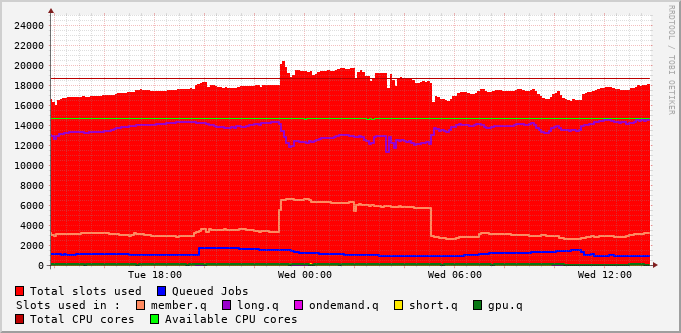 24000
22000
20000
18000
16000
14000
12000
10000
8000
6000
4000
2000
0
Tue 18:00 Wed 00:00 Wed 06:00 Wed 12:00
RRDTOOL / TOBI OETIKER
Total slots used Queued Jobs
Slots used in : member.q long.q ondemand.q short.q gpu.q
Total CPU cores Available CPU cores